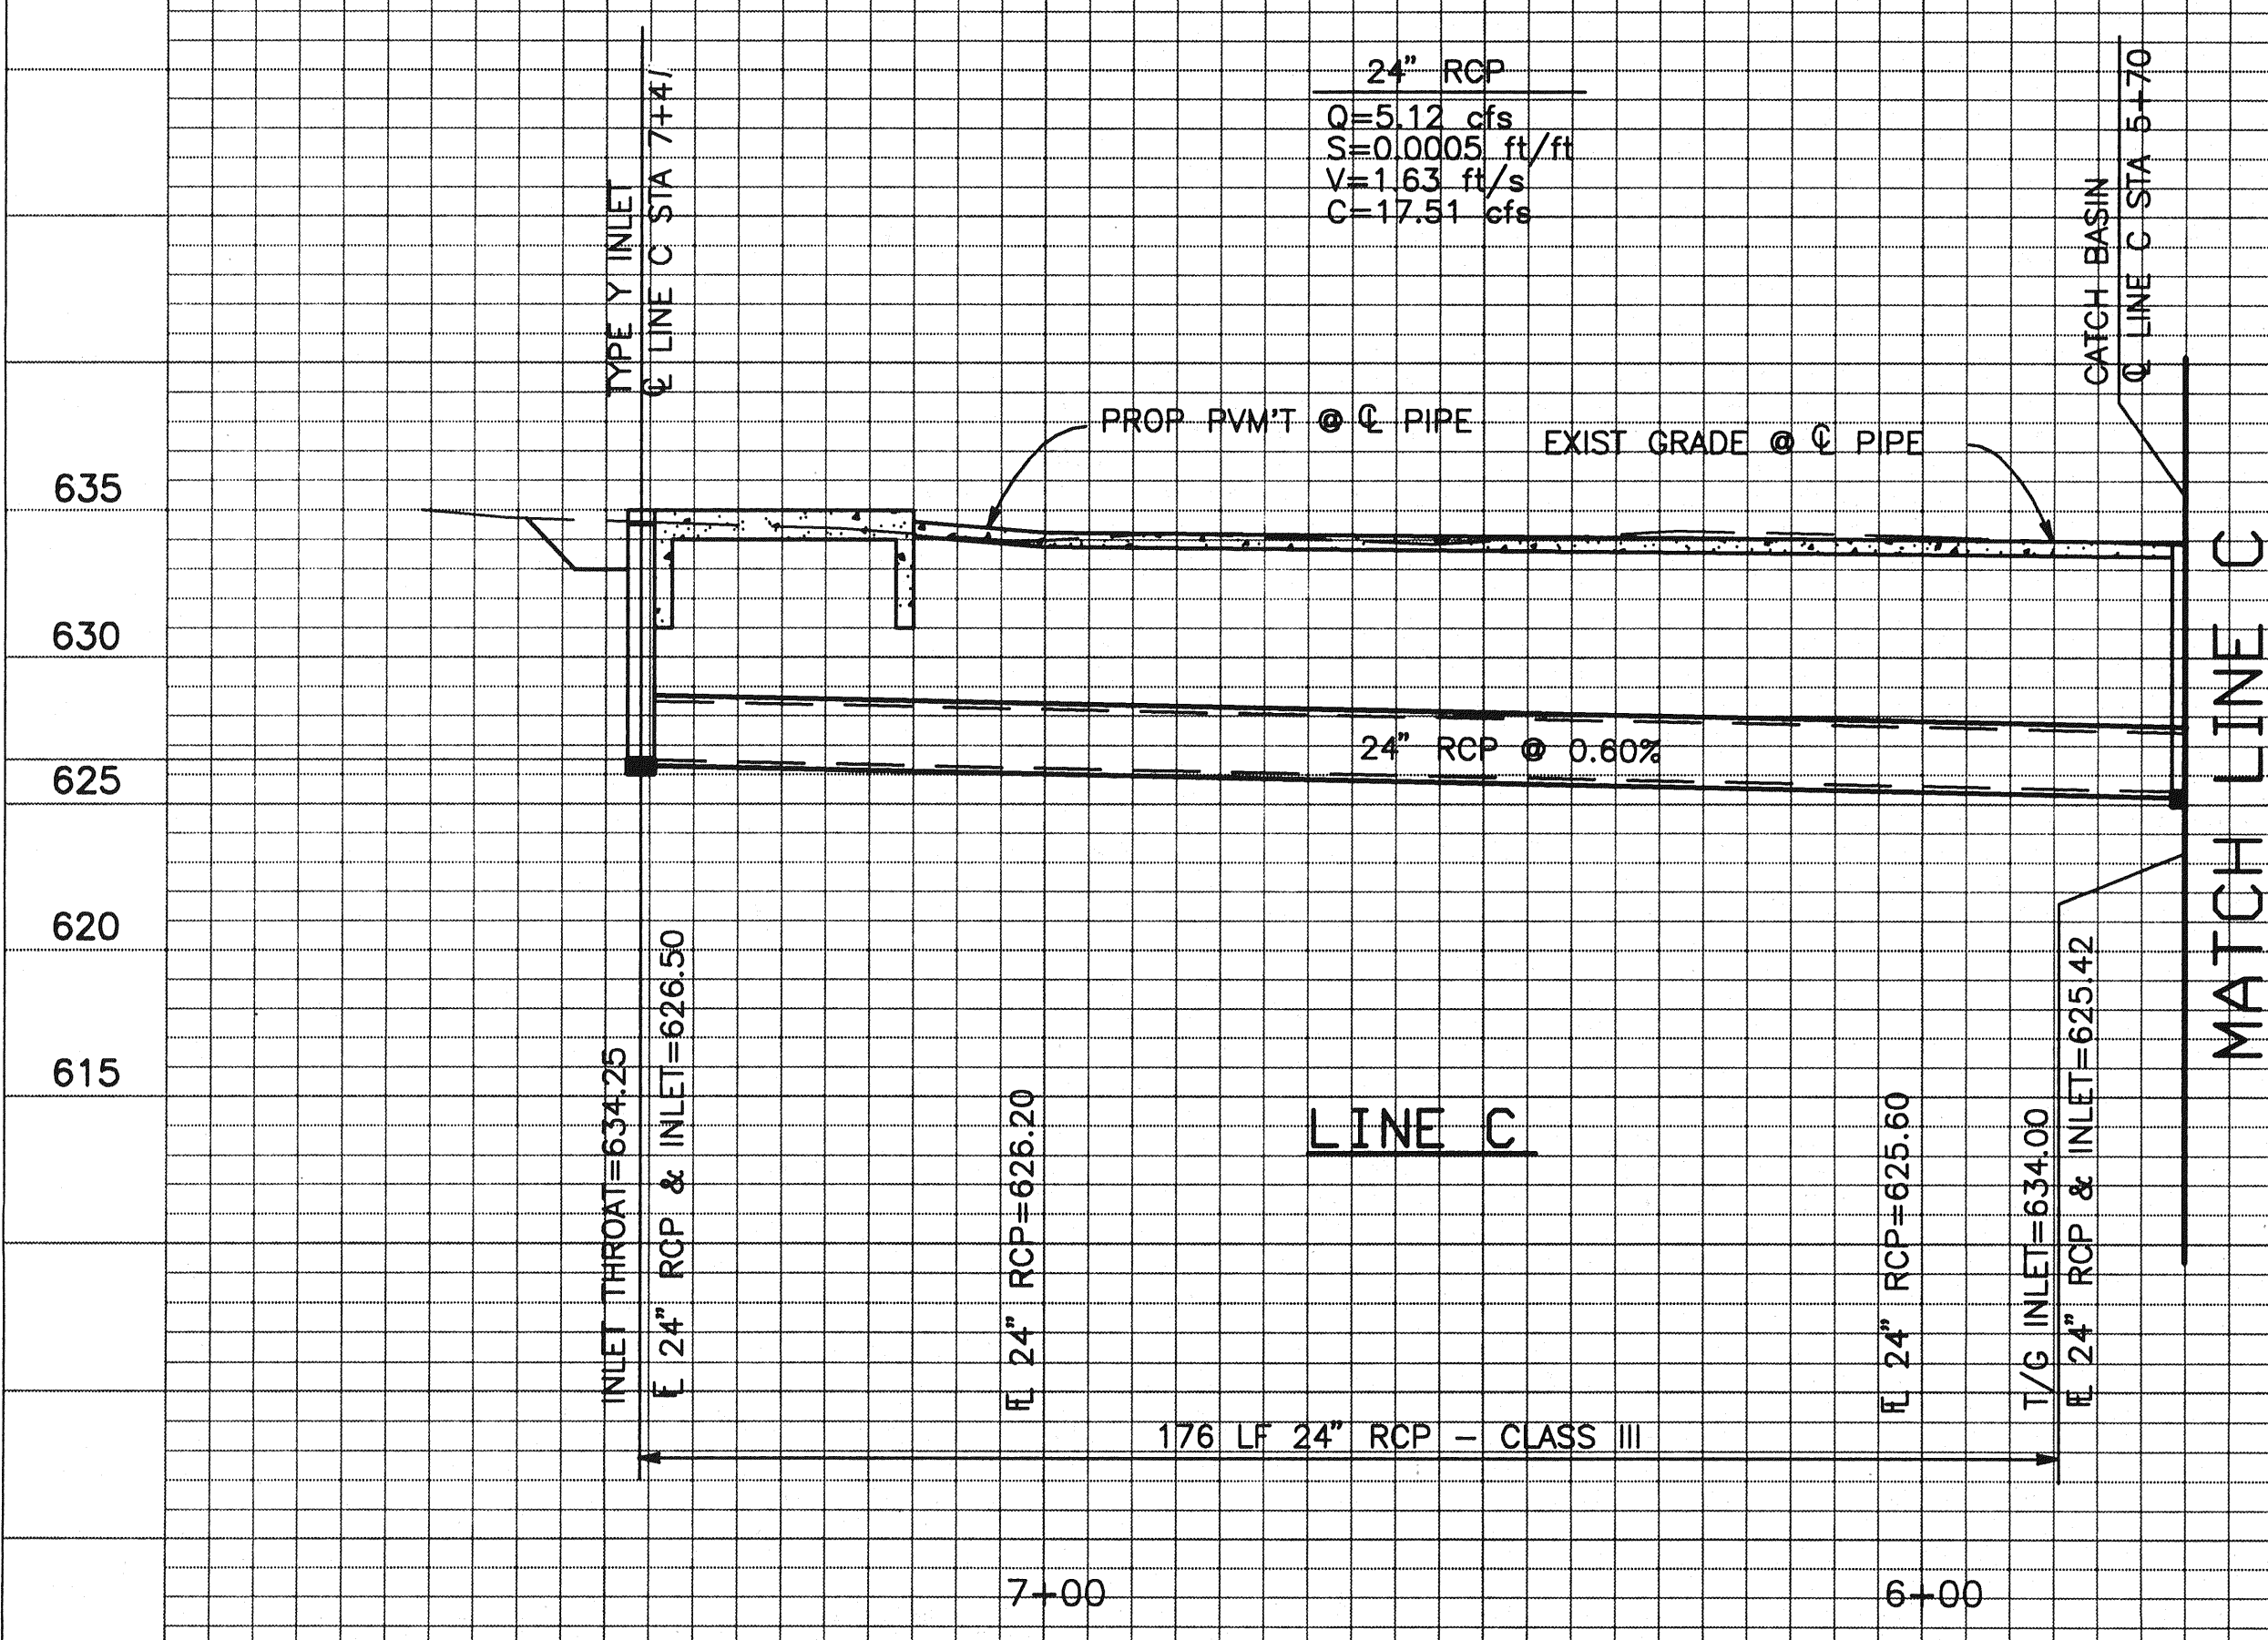 24" RCP
Q=5.12 cfs
S=0.0005 ft/ft
V=1.63 ft/s
C=17.51 cfs
TYPE Y INLET
℄ LINE C STA
CATCH BASIN
℄ LINE C STA 5+70
PROP PVM'T @ ℄ PIPE
EXIST GRADE @ ℄ PIPE
635
630
625
620
615
24" RCP @ 0.60%
MATCH LINE C
INLET THROAT=634.25
FL 24" RCP & INLET=626.50
FL 24" RCP=626.20
LINE C
FL 24" RCP=625.60
T/G INLET=634.00
FL 24" RCP & INLET=625.42
176 LF 24" RCP - CLASS III
7+00
6+00